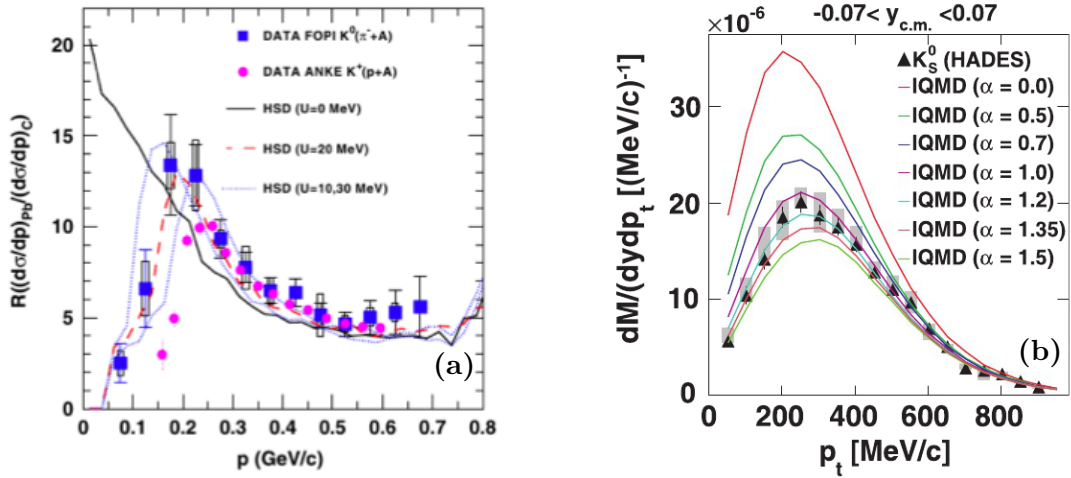 20
15
10
5
0
R((dσ/dp)Pb/(dσ/dp)C)
DATA FOPI K⁰(π⁻+A)
DATA ANKE K⁺(p+A)
HSD (U=0 MeV)
HSD (U=20 MeV)
HSD (U=10,30 MeV)
(a)
0 0.1 0.2 0.3 0.4 0.5 0.6 0.7 0.8
p (GeV/c)
×10⁻⁶ -0.07< y_c.m. <0.07
30
20
10
0
dM/(dydp_t) [(MeV/c)⁻¹]
K⁰_S (HADES)
IQMD (α = 0.0)
IQMD (α = 0.5)
IQMD (α = 0.7)
IQMD (α = 1.0)
IQMD (α = 1.2)
IQMD (α = 1.35)
IQMD (α = 1.5)
(b)
0 200 400 600 800
p_t [MeV/c]